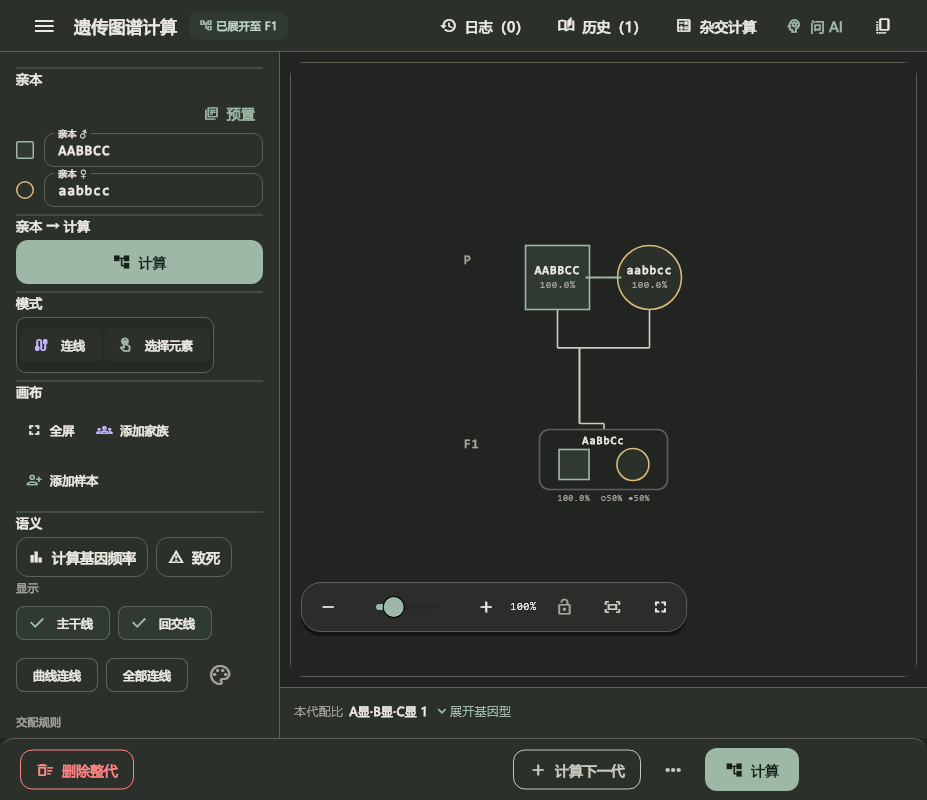 遗传图谱计算 已展开至 F1 日志 (0) 历史 (1) 杂交计算 问 AI
亲本
预置
亲本♂
AABBCC
亲本♀
aabbcc
亲本 → 计算
计算
模式
连线 选择元素
画布
全屏 添加家族
添加样本
语义
计算基因频率 致死
显示
主干线 回交线
曲线连线 全部连线
交配规则
P
AABBCC
100.0%
aabbcc
100.0%
F1
AaBbCc
100.0% ○50% •50%
100%
本代配比 A显-B显-C显 1 展开基因型
删除整代 计算下一代 计算